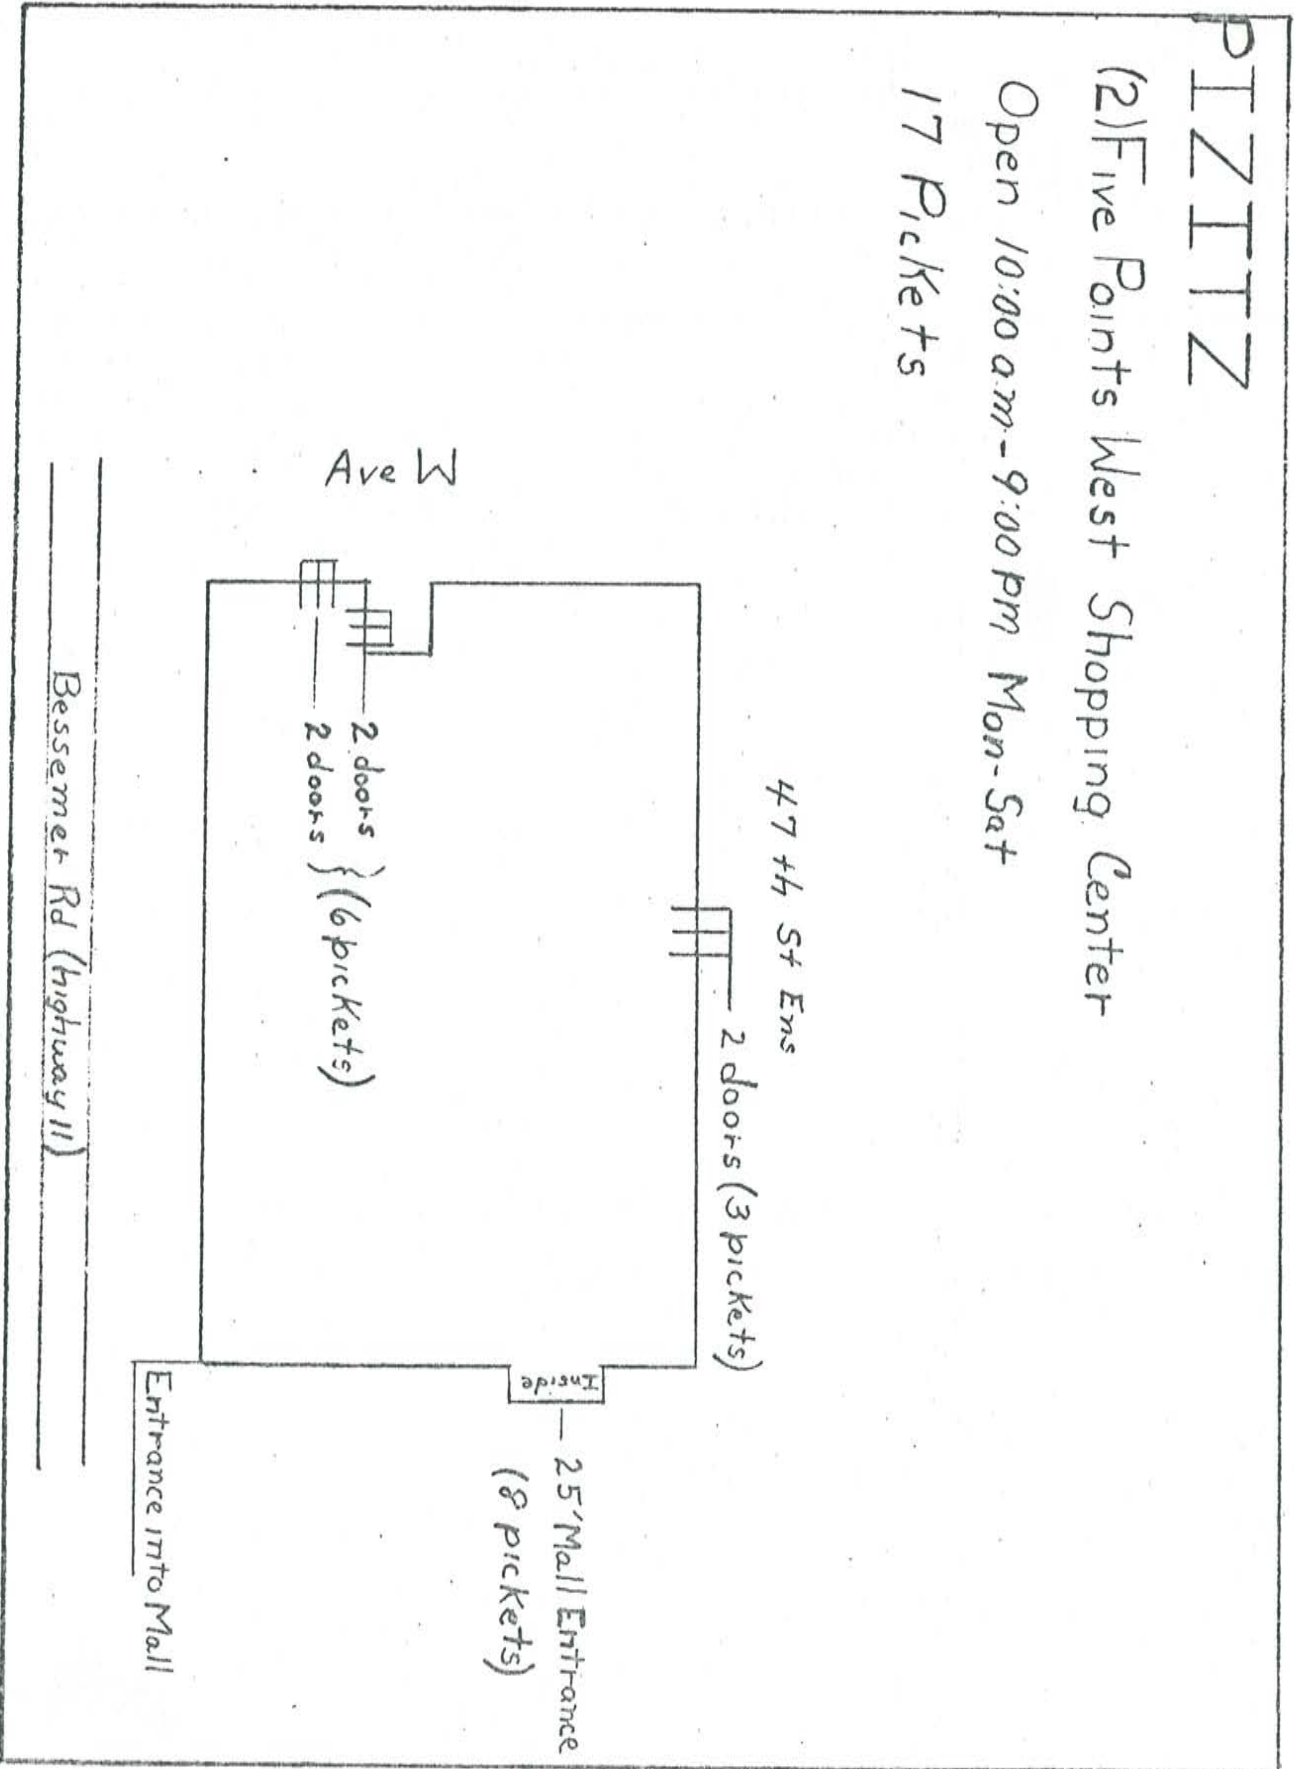 PIZITZ
(2) Five Points West Shopping Center
Open 10:00 a.m - 9:00 pm Mon-Sat
17 Pickets
47th St Ens
2 doors (3 pickets)
Ave W
2 doors
2 doors } (6 pickets)
Inside
25' Mall Entrance
(8 pickets)
Entrance into Mall
Bessemer Rd (highway 11)